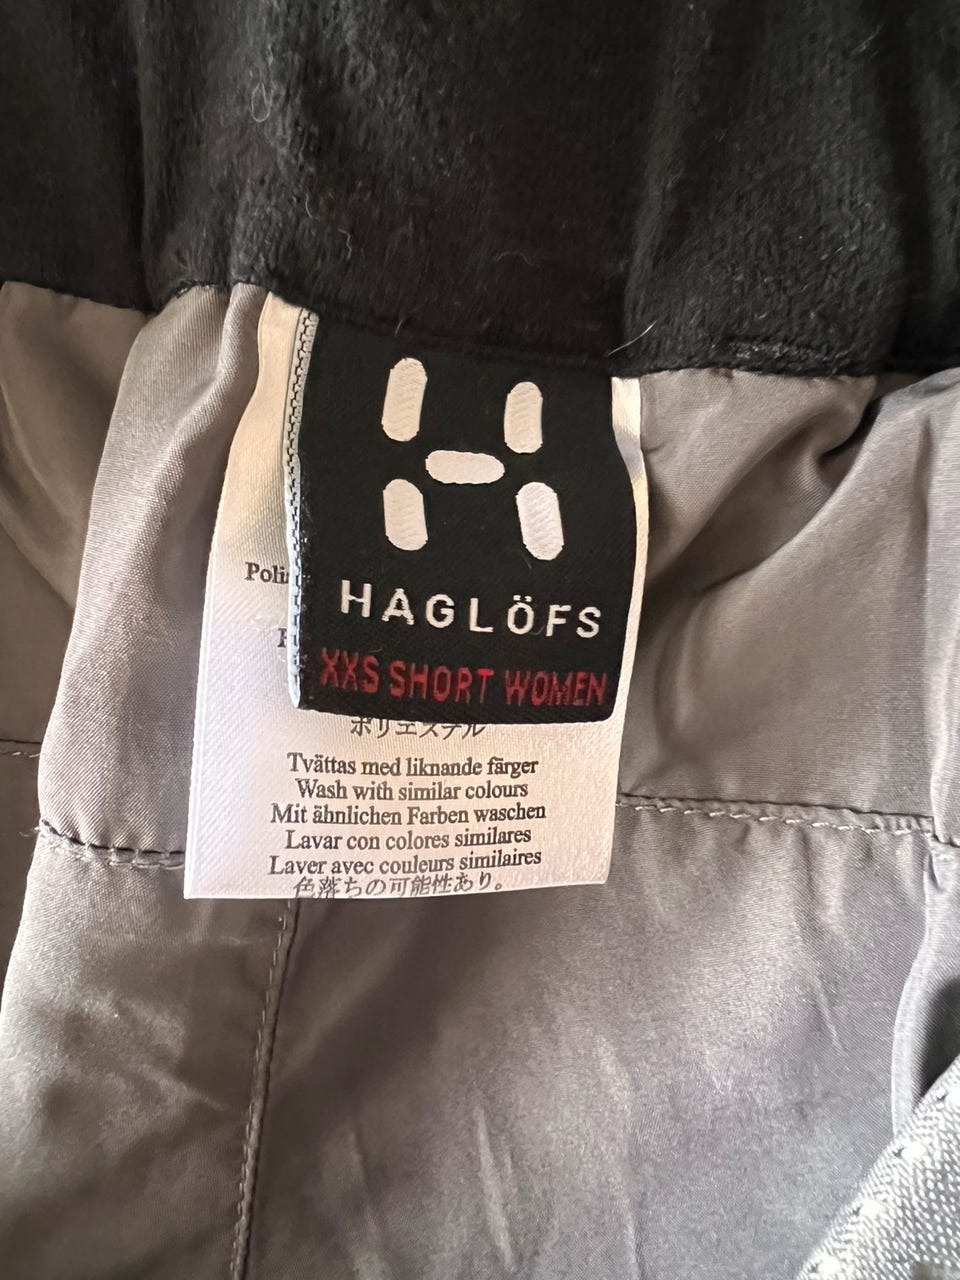 HAGLÖFS
XXS SHORT WOMEN
ポリエステル
Tvättas med liknande färger
Wash with similar colours
Mit ähnlichen Farben waschen
Lavar con colores similares
Laver avec couleurs similaires
色落ちの可能性あり。